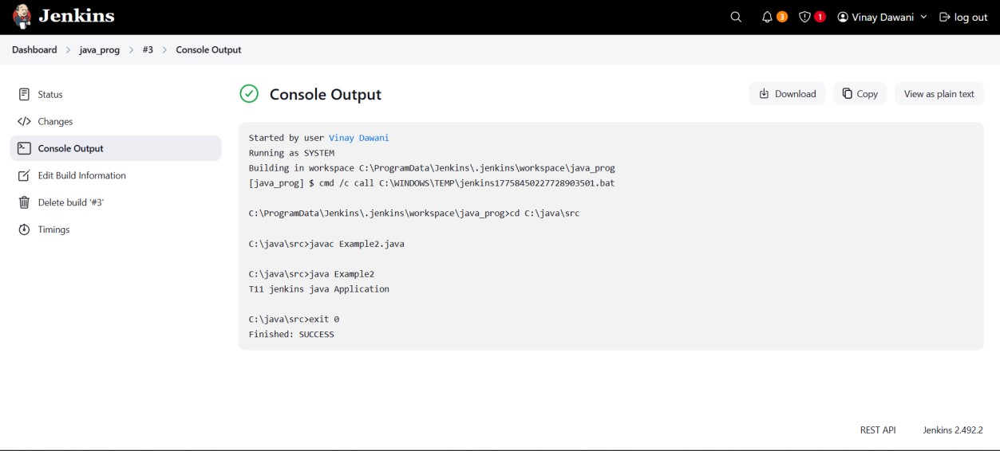 Jenkins
3
1
Vinay Dawani
log out
Dashboard > java_prog > #3 > Console Output
Status
Changes
Console Output
Edit Build Information
Delete build ‘#3’
Timings
Console Output
Download
Copy
View as plain text
Started by user Vinay Dawani
Running as SYSTEM
Building in workspace C:\ProgramData\Jenkins\.jenkins\workspace\java_prog
[java_prog] $ cmd /c call C:\WINDOWS\TEMP\jenkins17758450227728903501.bat
C:\ProgramData\Jenkins\.jenkins\workspace\java_prog>cd C:\java\src
C:\java\src>javac Example2.java
C:\java\src>java Example2
T11 jenkins java Application
C:\java\src>exit 0
Finished: SUCCESS
REST API
Jenkins 2.492.2